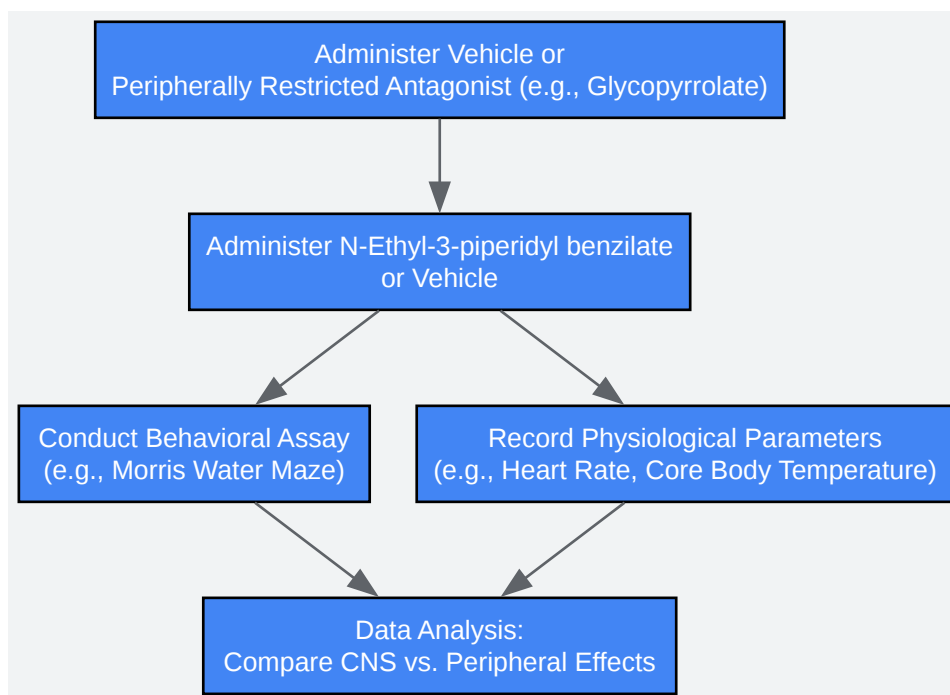 Administer Vehicle or
Peripherally Restricted Antagonist (e.g., Glycopyrrolate)
Administer N-Ethyl-3-piperidyl benzilate
or Vehicle
Conduct Behavioral Assay
(e.g., Morris Water Maze)
Record Physiological Parameters
(e.g., Heart Rate, Core Body Temperature)
Data Analysis:
Compare CNS vs. Peripheral Effects